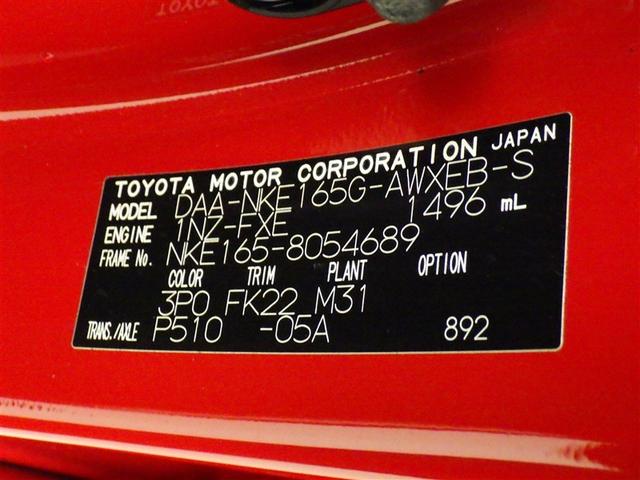 TOYOTA MOTOR CORPORATION JAPAN
MODEL DAA-NKE165G-AWXEB-S
ENGINE 1NZ-FXE 1496 mL
FRAME No. NKE165-8054689
COLOR TRIM PLANT OPTION
3P0 FK22 M31
TRANS./AXLE P510 -05A 892